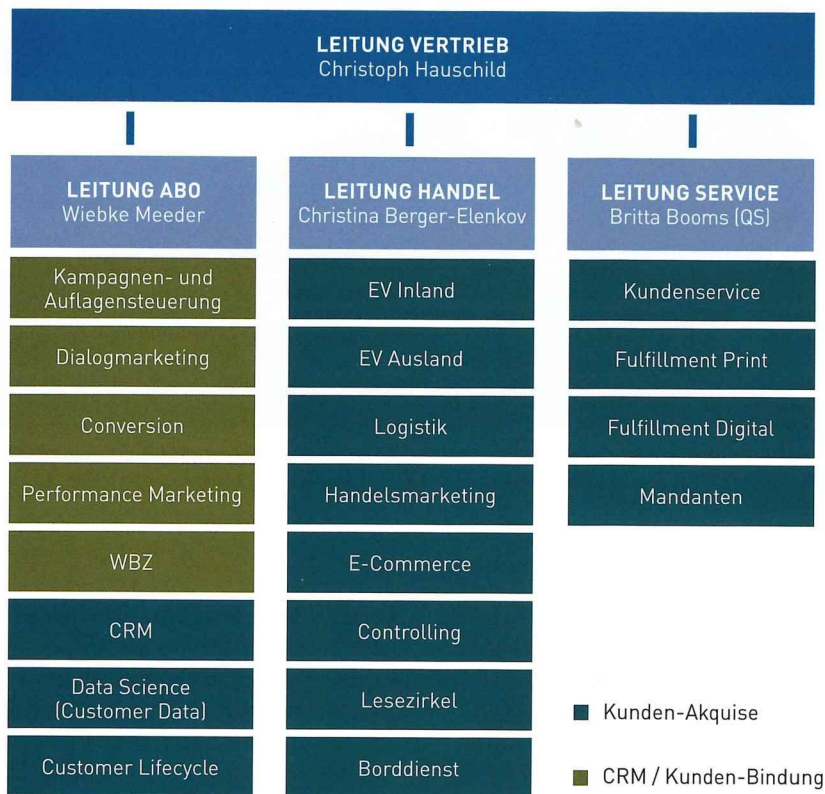 LEITUNG VERTRIEB
Christoph Hauschild
LEITUNG ABO
Wiebke Meeder
Kampagnen- und
Auflagensteuerung
Dialogmarketing
Conversion
Performance Marketing
WBZ
CRM
Data Science
(Customer Data)
Customer Lifecycle
LEITUNG HANDEL
Christina Berger-Elenkov
EV Inland
EV Ausland
Logistik
Handelsmarketing
E-Commerce
Controlling
Lesezirkel
Borddienst
LEITUNG SERVICE
Britta Booms (QS)
Kundenservice
Fulfillment Print
Fulfillment Digital
Mandanten
Kunden-Akquise
CRM / Kunden-Bindung